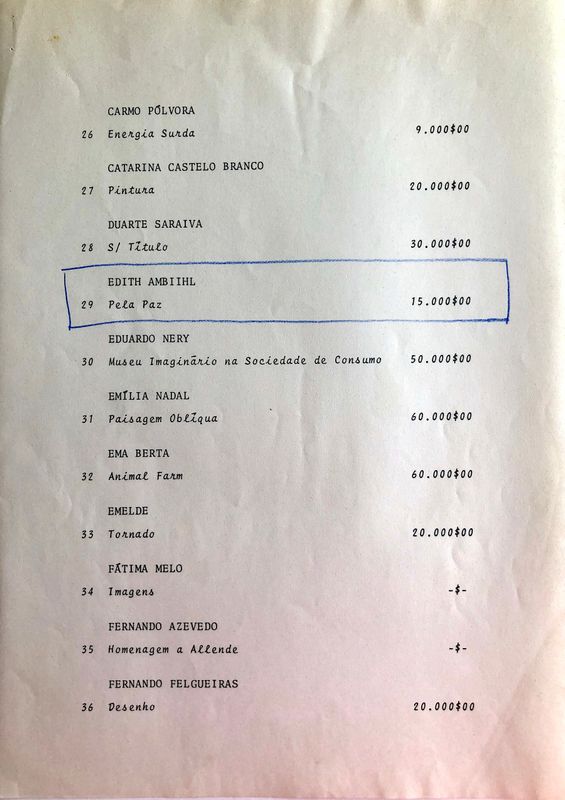 CARMO PÓLVORA
26 Energia Surda 9.000$00
CATARINA CASTELO BRANCO
27 Pintura 20.000$00
DUARTE SARAIVA
28 S/ Título 30.000$00
EDITH AMBIIHL
29 Pela Paz 15.000$00
EDUARDO NERY
30 Museu Imaginário na Sociedade de Consumo 50.000$00
EMÍLIA NADAL
31 Paisagem Oblíqua 60.000$00
EMA BERTA
32 Animal Farm 60.000$00
EMELDE
33 Tornado 20.000$00
FÁTIMA MELO
34 Imagens -$-
FERNANDO AZEVEDO
35 Homenagem a Allende -$-
FERNANDO FELGUEIRAS
36 Desenho 20.000$00